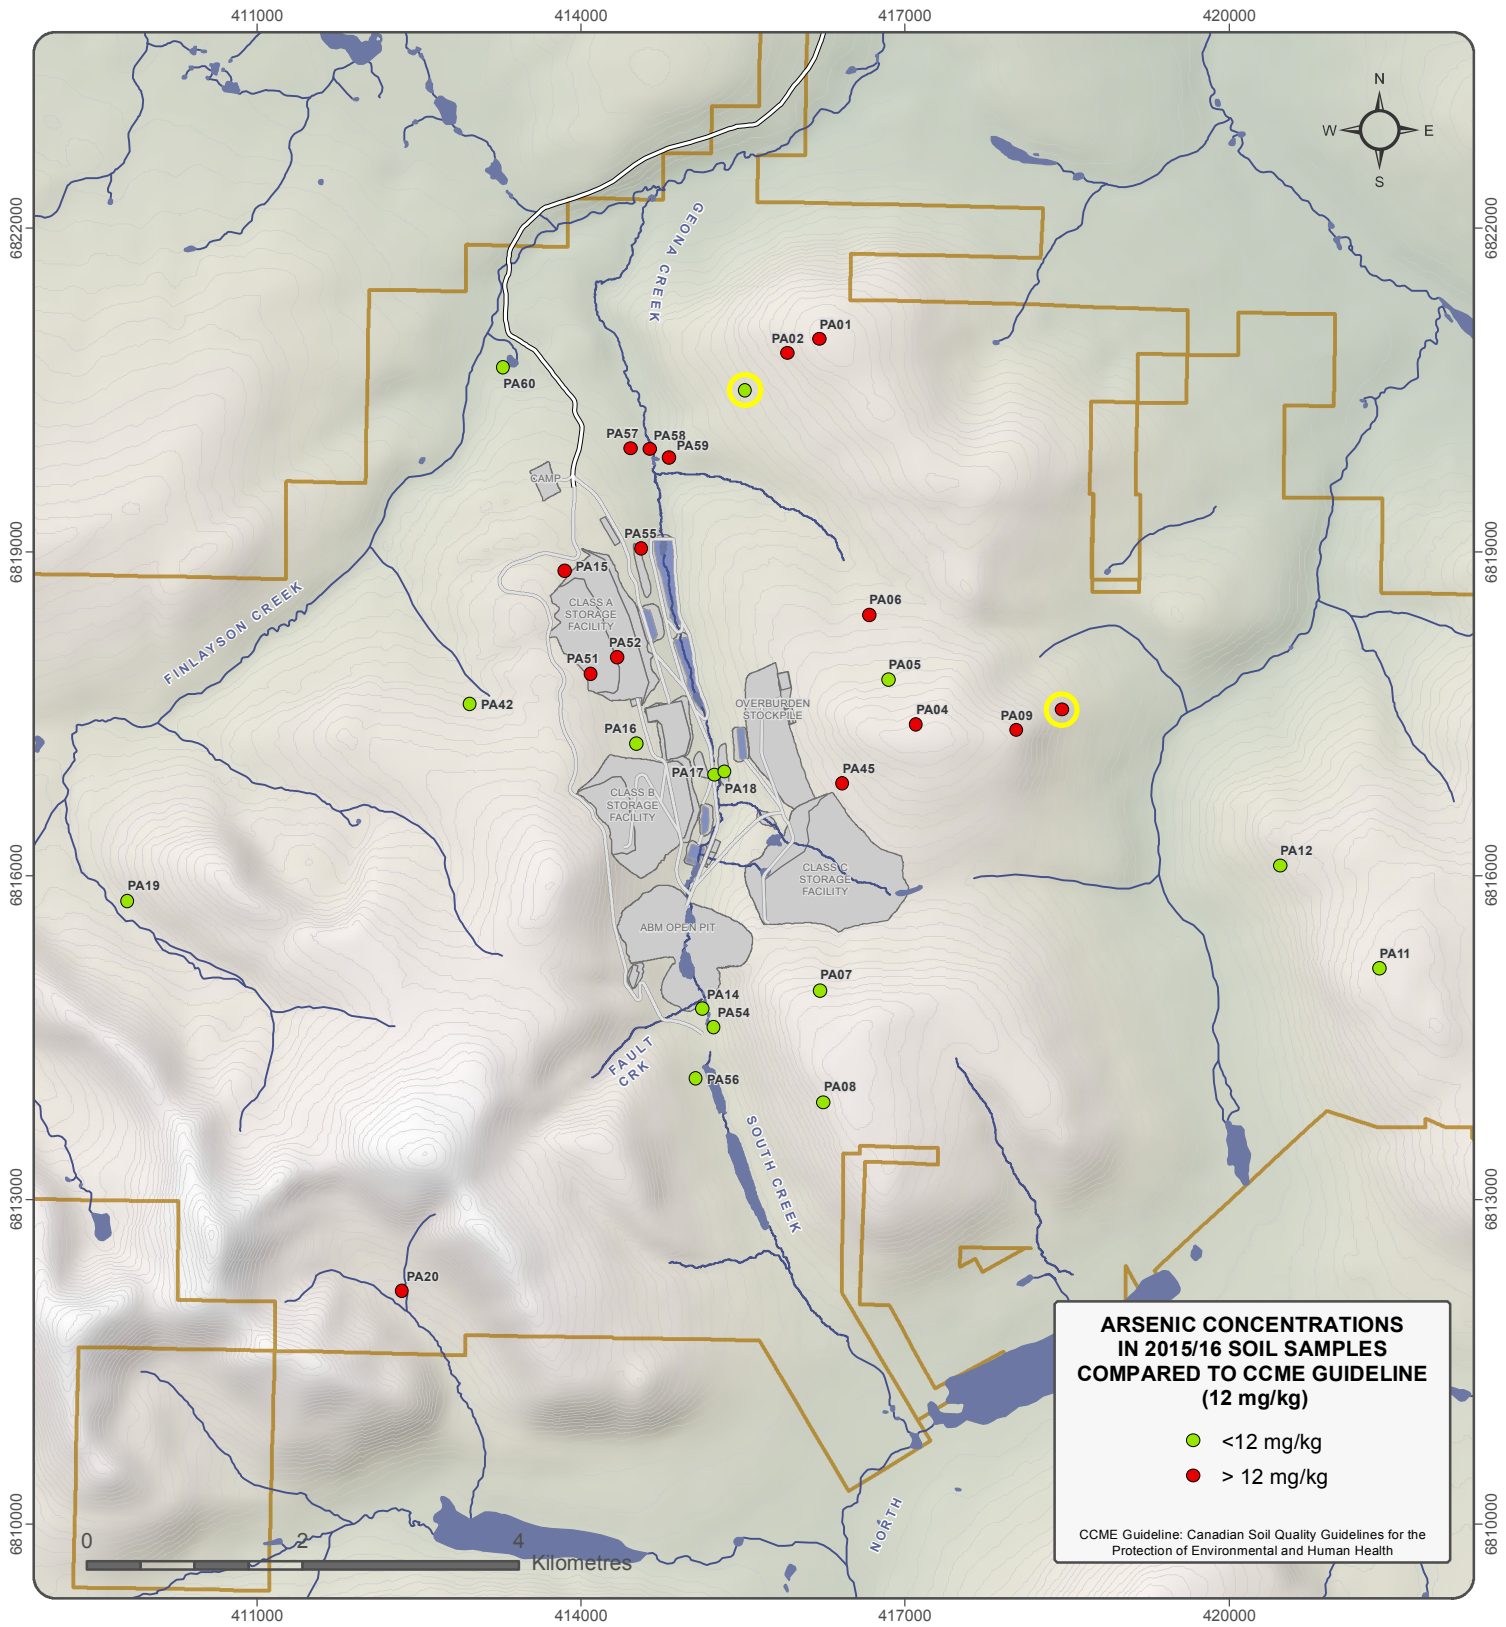 411000
414000
417000
420000
N
W
E
S
6822000
6822000
GEONA CREEK
PA01
PA02
PA60
PA57
PA58
PA59
CAMP
6819000
6819000
PA55
PA15
CLASS A
STORAGE
FACILITY
FINLAYSON CREEK
PA06
PA52
PA51
PA05
PA42
OVERBURDEN
STOCKPILE
PA04
PA09
PA16
PA17
PA18
PA45
CLASS B
STORAGE
FACILITY
PA12
6816000
6816000
CLASS C
STORAGE
FACILITY
PA19
ABM OPEN PIT
PA11
PA07
PA14
PA54
FAULT
CRK
PA56
PA08
SOUTH CREEK
6813000
6813000
PA20
ARSENIC CONCENTRATIONS
IN 2015/16 SOIL SAMPLES
COMPARED TO CCME GUIDELINE
(12 mg/kg)
<12 mg/kg
> 12 mg/kg
CCME Guideline: Canadian Soil Quality Guidelines for the
Protection of Environmental and Human Health
NORTH
6810000
6810000
0
2
4
Kilometres
411000
414000
417000
420000